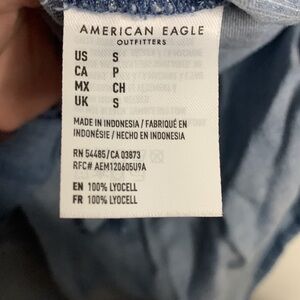 AMERICAN EAGLE
OUTFITTERS
US S
CA P
MX CH
UK S
MADE IN INDONESIA / FABRIQUÉ EN
INDONÉSIE / HECHO EN INDONESIA
RN 54485/CA 03873
RFC# AEM120605U9A
EN 100% LYOCELL
FR 100% LYOCELL